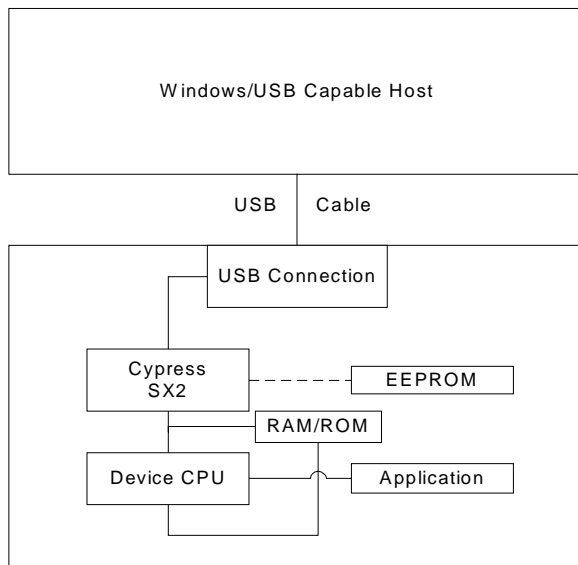 Windows/USB Capable Host
USB Cable
USB Connection
Cypress
SX2
EEPROM
RAM/ROM
Device CPU
Application